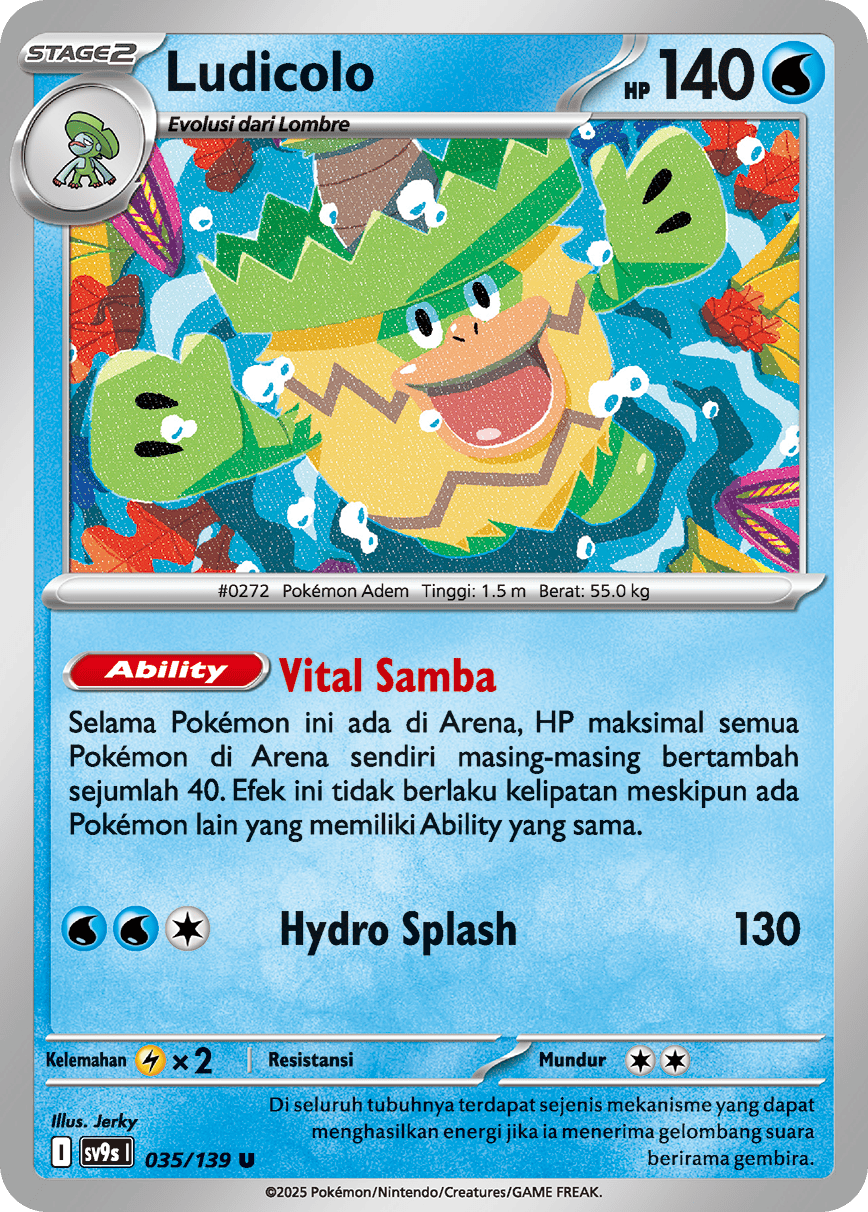 STAGE2
Ludicolo
HP 140
Evolusi dari Lombre
#0272 Pokémon Adem Tinggi: 1.5 m Berat: 55.0 kg
Ability Vital Samba
Selama Pokémon ini ada di Arena, HP maksimal semua
Pokémon di Arena sendiri masing-masing bertambah
sejumlah 40. Efek ini tidak berlaku kelipatan meskipun ada
Pokémon lain yang memiliki Ability yang sama.
Hydro Splash 130
Kelemahan ×2 Resistansi Mundur
Di seluruh tubuhnya terdapat sejenis mekanisme yang dapat
menghasilkan energi jika ia menerima gelombang suara
berirama gembira.
Illus. Jerky
I sv9s I 035/139 U
©2025 Pokémon/Nintendo/Creatures/GAME FREAK.